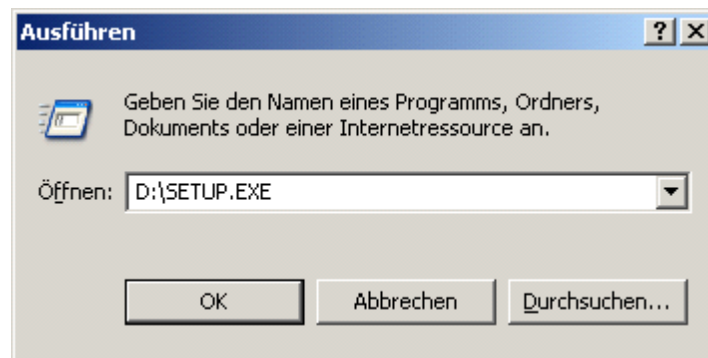 Ausführen
Geben Sie den Namen eines Programms, Ordners,
Dokuments oder einer Internetressource an.
Öffnen: D:\SETUP.EXE
OK Abbrechen Durchsuchen...